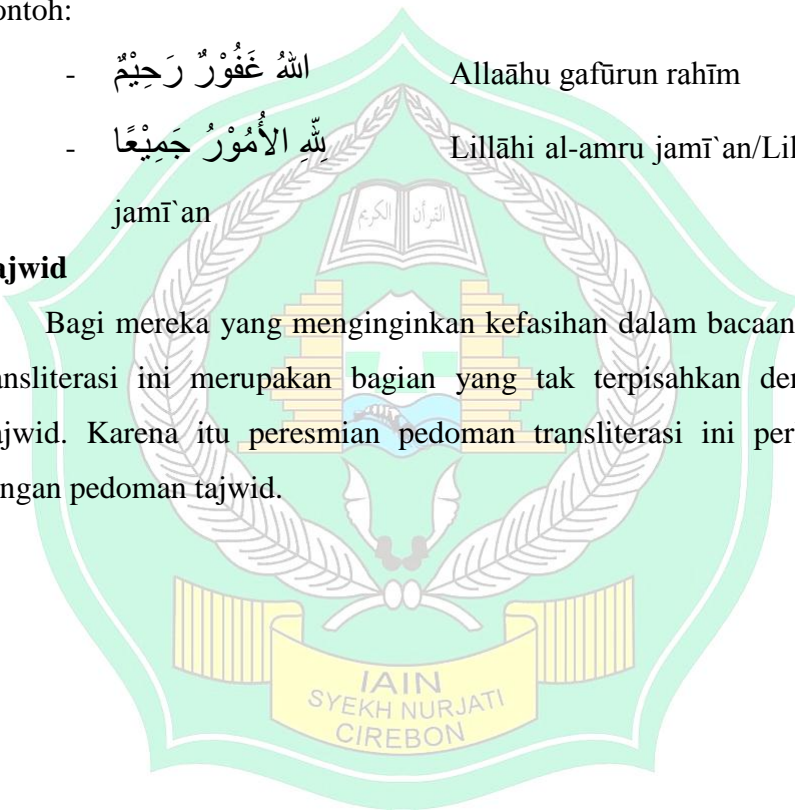 ontoh:
- اللهُ غَفُوْرٌ رَحِيْمٌ Allaāhu gafūrun rahīm
- لِلّٰهِ الأُمُوْرُ جَمِيْعًا Lillāhi al-amru jamī`an/Lil
jamī`an
ajwid
Bagi mereka yang menginginkan kefasihan dalam bacaan
ansliterasi ini merupakan bagian yang tak terpisahkan den
ajwid. Karena itu peresmian pedoman transliterasi ini per
ngan pedoman tajwid.
القرأن الكريم
IAIN
SYEKH NURJATI
CIREBON